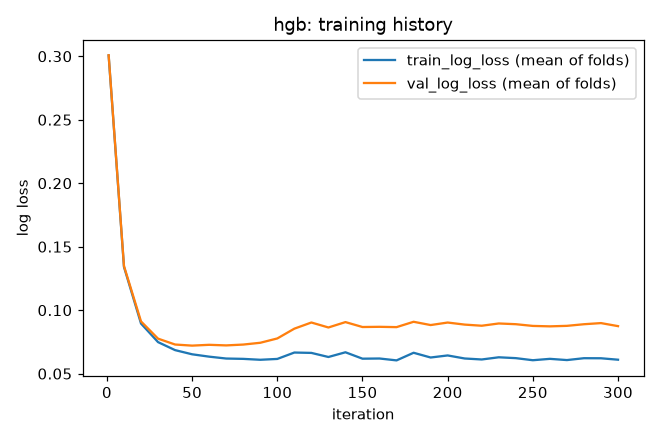 hgb: training history
train_log_loss (mean of folds)
val_log_loss (mean of folds)
log loss
0.30
0.25
0.20
0.15
0.10
0.05
0 50 100 150 200 250 300
iteration